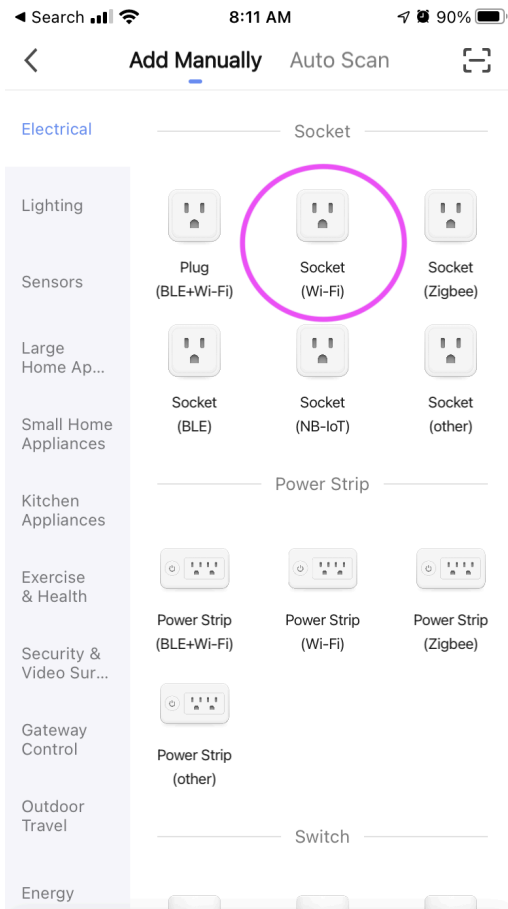 Search 8:11 AM 90%
Add Manually Auto Scan
Electrical
Lighting
Sensors
Large
Home Ap...
Small Home
Appliances
Kitchen
Appliances
Exercise
& Health
Security &
Video Sur...
Gateway
Control
Outdoor
Travel
Energy
Socket
Plug
(BLE+Wi-Fi)
Socket
(Wi-Fi)
Socket
(Zigbee)
Socket
(BLE)
Socket
(NB-IoT)
Socket
(other)
Power Strip
Power Strip
(BLE+Wi-Fi)
Power Strip
(Wi-Fi)
Power Strip
(Zigbee)
Power Strip
(other)
Switch